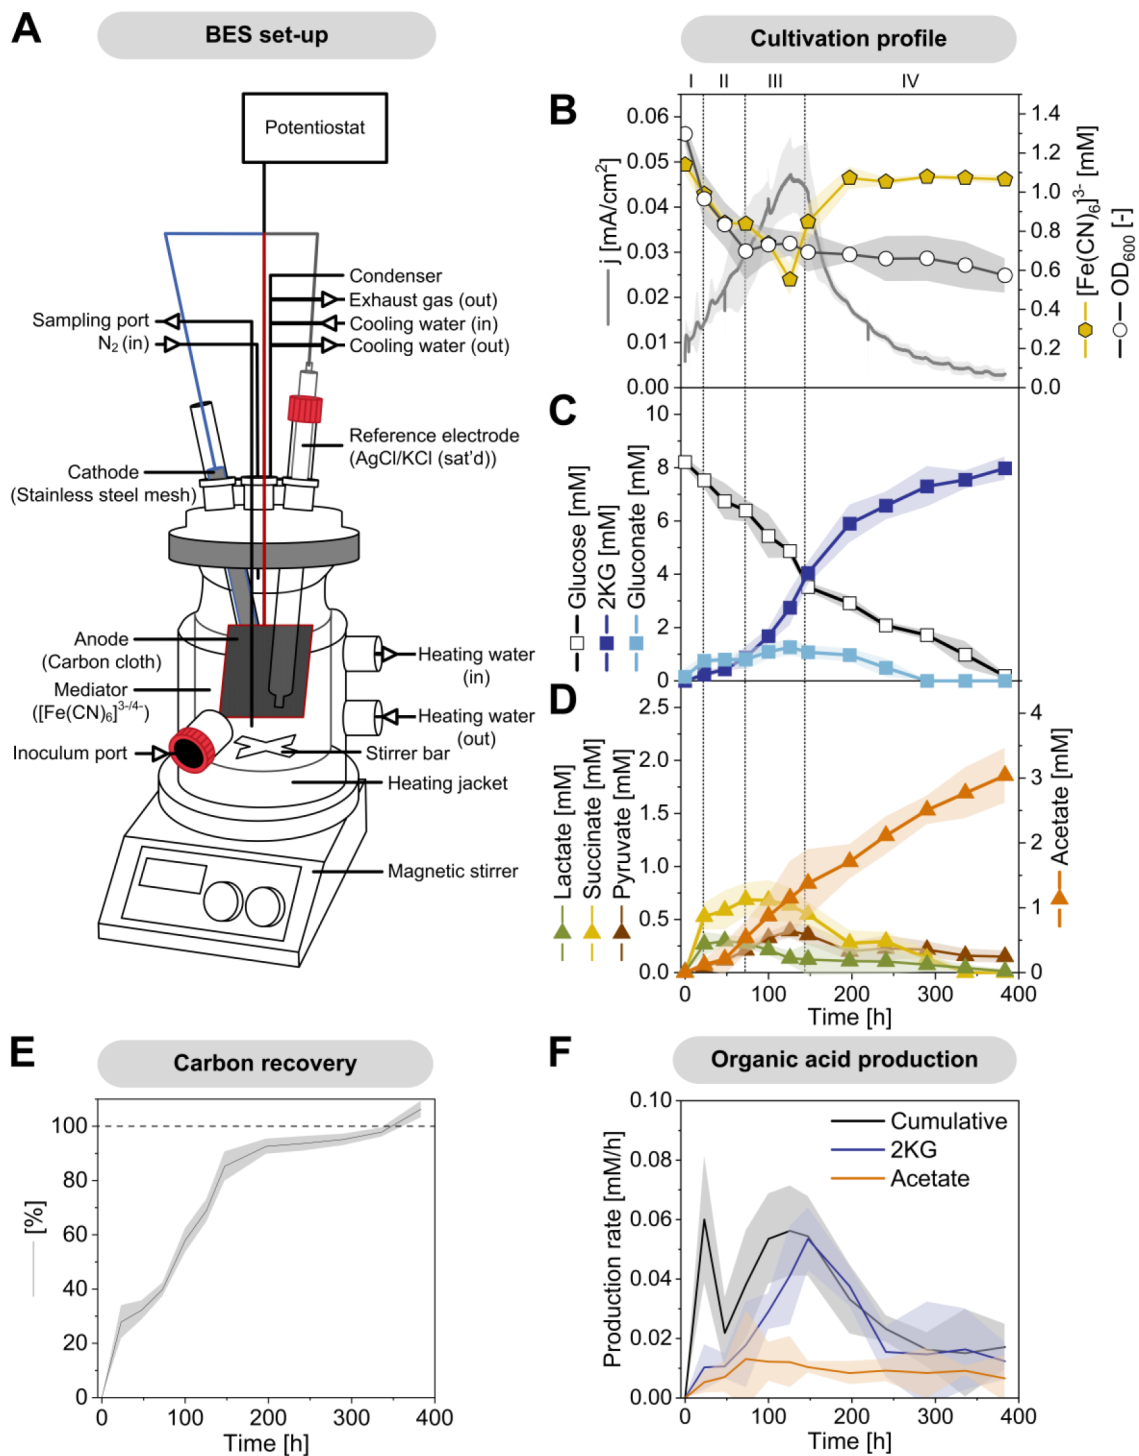 A
BES set-up
Potentiostat
Condenser
Exhaust gas (out)
Sampling port
Cooling water (in)
N2 (in)
Cooling water (out)
Reference electrode
(AgCl/KCl (sat'd))
Cathode
(Stainless steel mesh)
Anode
(Carbon cloth)
Heating water
(in)
Mediator
([Fe(CN)6]3-/4-)
Heating water
(out)
Inoculum port
Stirrer bar
Heating jacket
Magnetic stirrer
Cultivation profile
I II III IV
B
j [mA/cm2]
0.06
0.05
0.04
0.03
0.02
0.01
0.00
1.4
1.2
1.0
0.8
0.6
0.4
0.2
0.0
[Fe(CN)6]3- [mM]
OD600 [-]
C
Glucose [mM]
2KG [mM]
Gluconate [mM]
10
8
6
4
2
0
D
Lactate [mM]
Succinate [mM]
Pyruvate [mM]
2.5
2.0
1.5
1.0
0.5
0.0
4
3
2
1
0
Acetate [mM]
0 100 200 300 400
Time [h]
E
Carbon recovery
[%]
100
80
60
40
20
0
0 100 200 300 400
Time [h]
F
Organic acid production
Production rate [mM/h]
0.10
0.08
0.06
0.04
0.02
0.00
Cumulative
2KG
Acetate
0 100 200 300 400
Time [h]